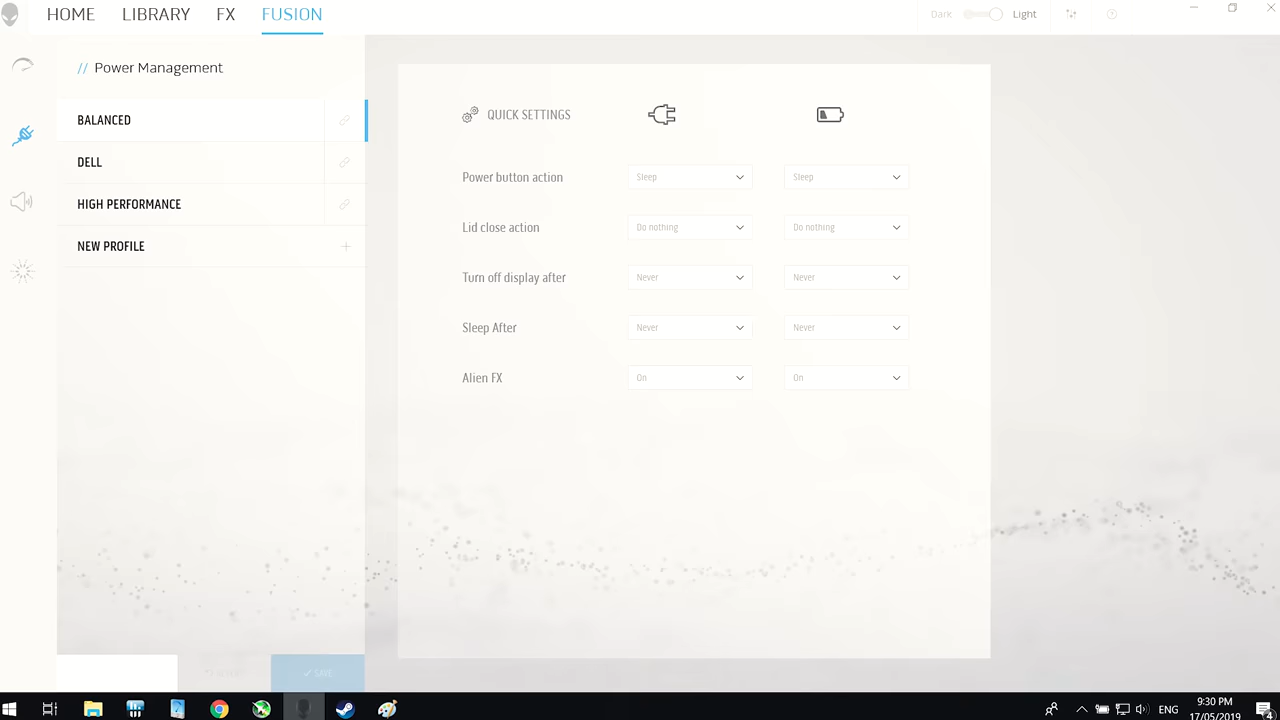 HOME LIBRARY FX FUSION
Dark Light
// Power Management
BALANCED
DELL
HIGH PERFORMANCE
NEW PROFILE
QUICK SETTINGS
Power button action Sleep Sleep
Lid close action Do nothing Do nothing
Turn off display after Never Never
Sleep After Never Never
Alien FX On On
SAVE
ENG
9:30 PM
17/05/2019